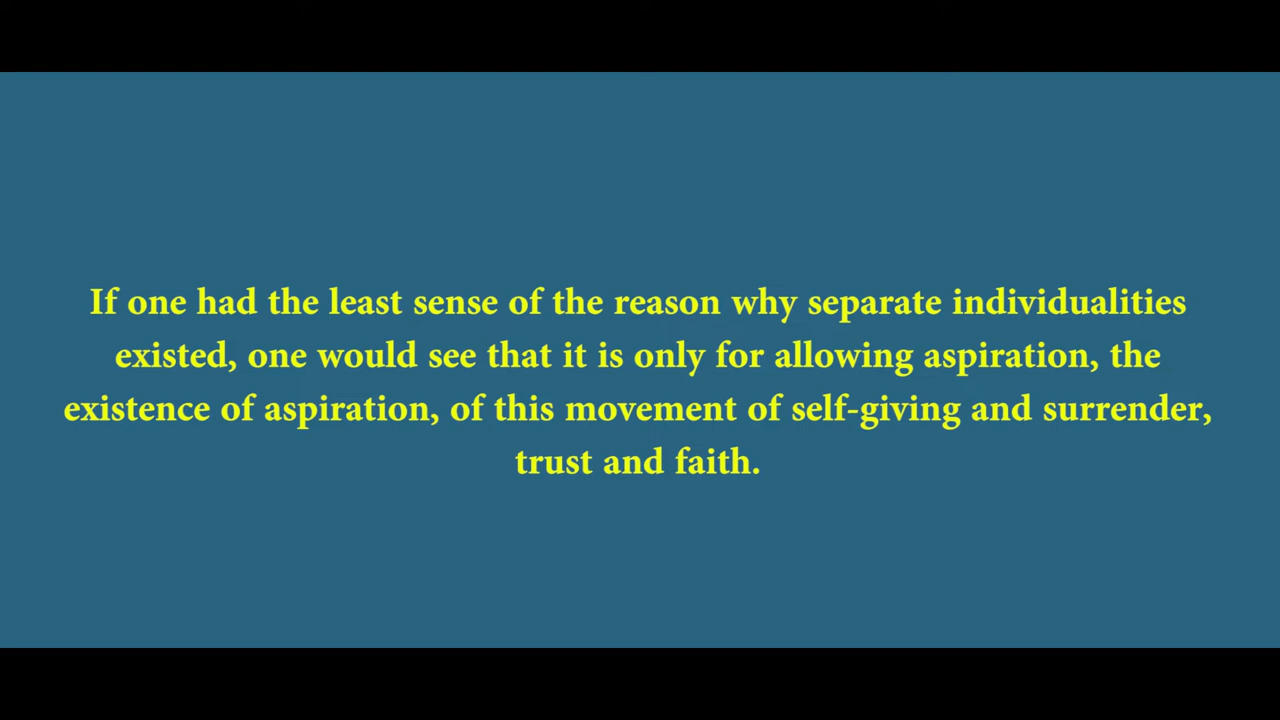 If one had the least sense of the reason why separate individualities
existed, one would see that it is only for allowing aspiration, the
existence of aspiration, of this movement of self-giving and surrender,
trust and faith.